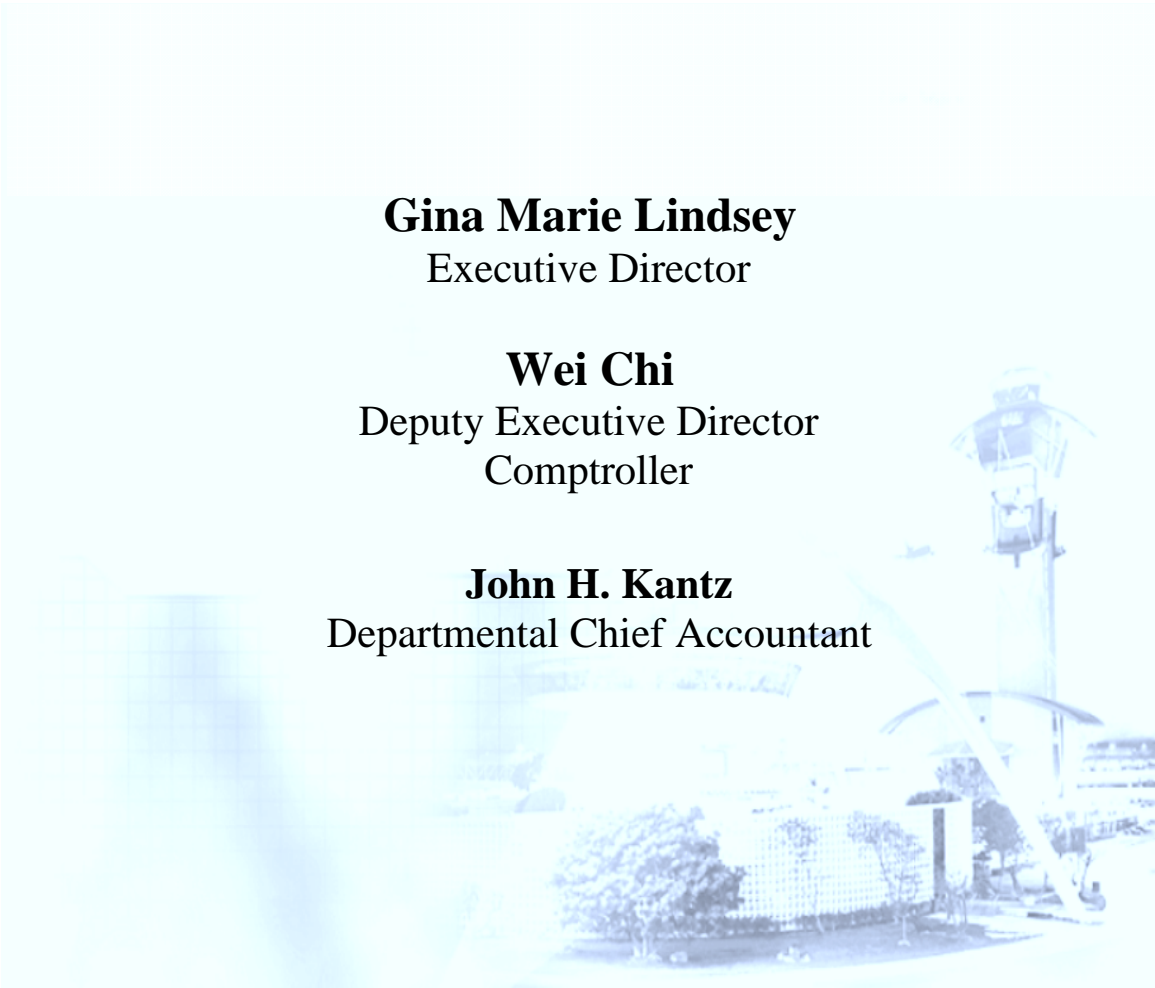 Gina Marie Lindsey
Executive Director
Wei Chi
Deputy Executive Director
Comptroller
John H. Kantz
Departmental Chief Accountant